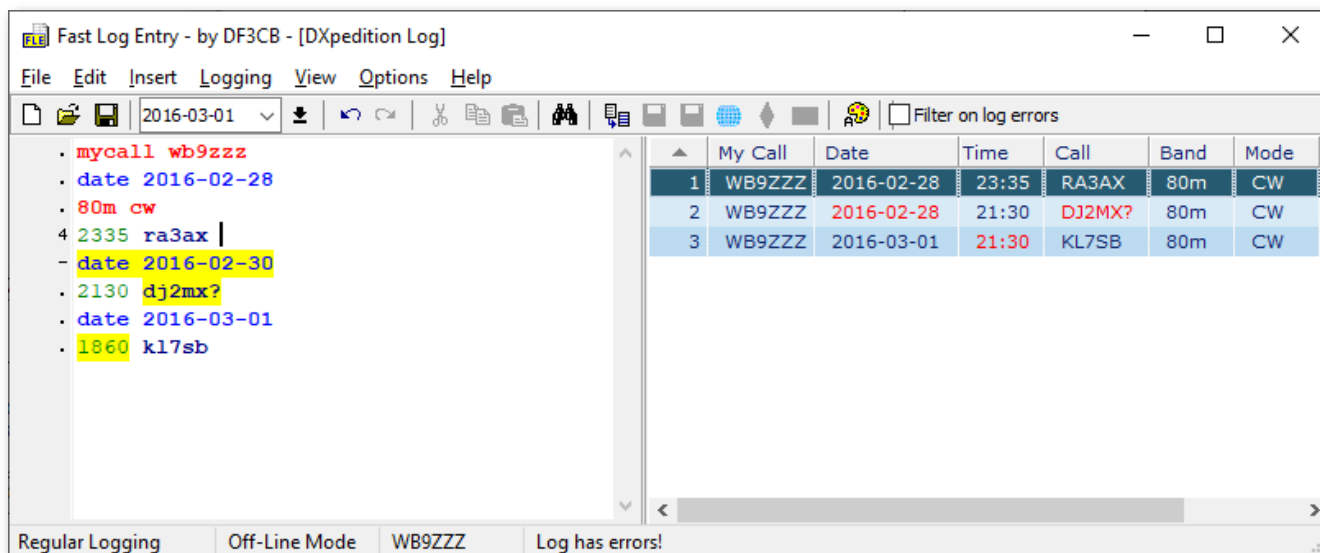 FLE Fast Log Entry - by DF3CB - [DXpedition Log]
File Edit Insert Logging View Options Help
2016-03-01 Filter on log errors
. mycall wb9zzz
. date 2016-02-28
. 80m cw
4 2335 ra3ax
- date 2016-02-30
. 2130 dj2mx?
. date 2016-03-01
. 1860 kl7sb
My Call Date Time Call Band Mode
1 WB9ZZZ 2016-02-28 23:35 RA3AX 80m CW
2 WB9ZZZ 2016-02-28 21:30 DJ2MX? 80m CW
3 WB9ZZZ 2016-03-01 21:30 KL7SB 80m CW
Regular Logging Off-Line Mode WB9ZZZ Log has errors!